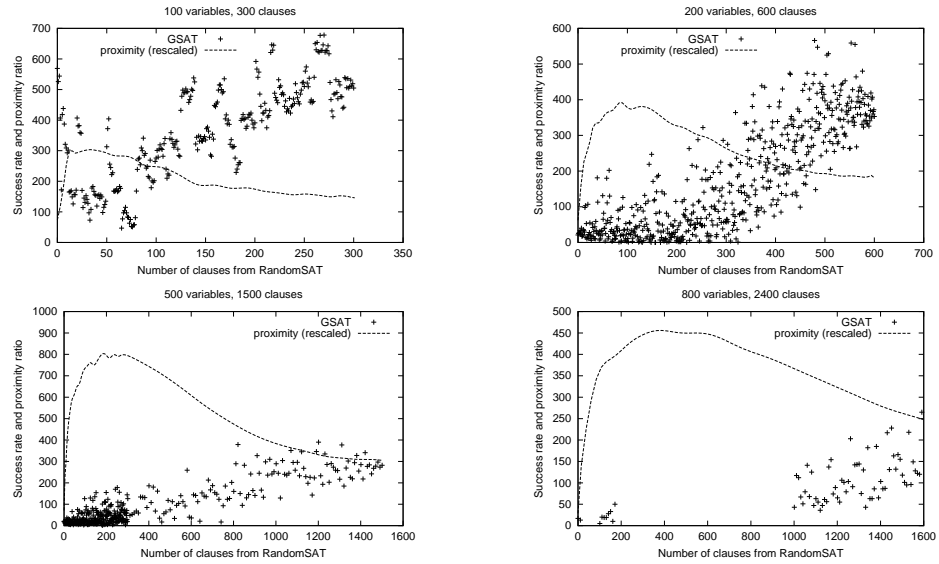 100 variables, 300 clauses
GSAT
proximity (rescaled)
700
600
500
400
300
200
100
0
0 50 100 150 200 250 300 350
Success rate and proximity ratio
Number of clauses from RandomSAT
200 variables, 600 clauses
GSAT
proximity (rescaled)
600
500
400
300
200
100
0
0 100 200 300 400 500 600 700
Success rate and proximity ratio
Number of clauses from RandomSAT
500 variables, 1500 clauses
GSAT
proximity (rescaled)
1000
900
800
700
600
500
400
300
200
100
0
0 200 400 600 800 1000 1200 1400 1600
Success rate and proximity ratio
Number of clauses from RandomSAT
800 variables, 2400 clauses
GSAT
proximity (rescaled)
500
450
400
350
300
250
200
150
100
50
0
0 200 400 600 800 1000 1200 1400 1600
Success rate and proximity ratio
Number of clauses from RandomSAT